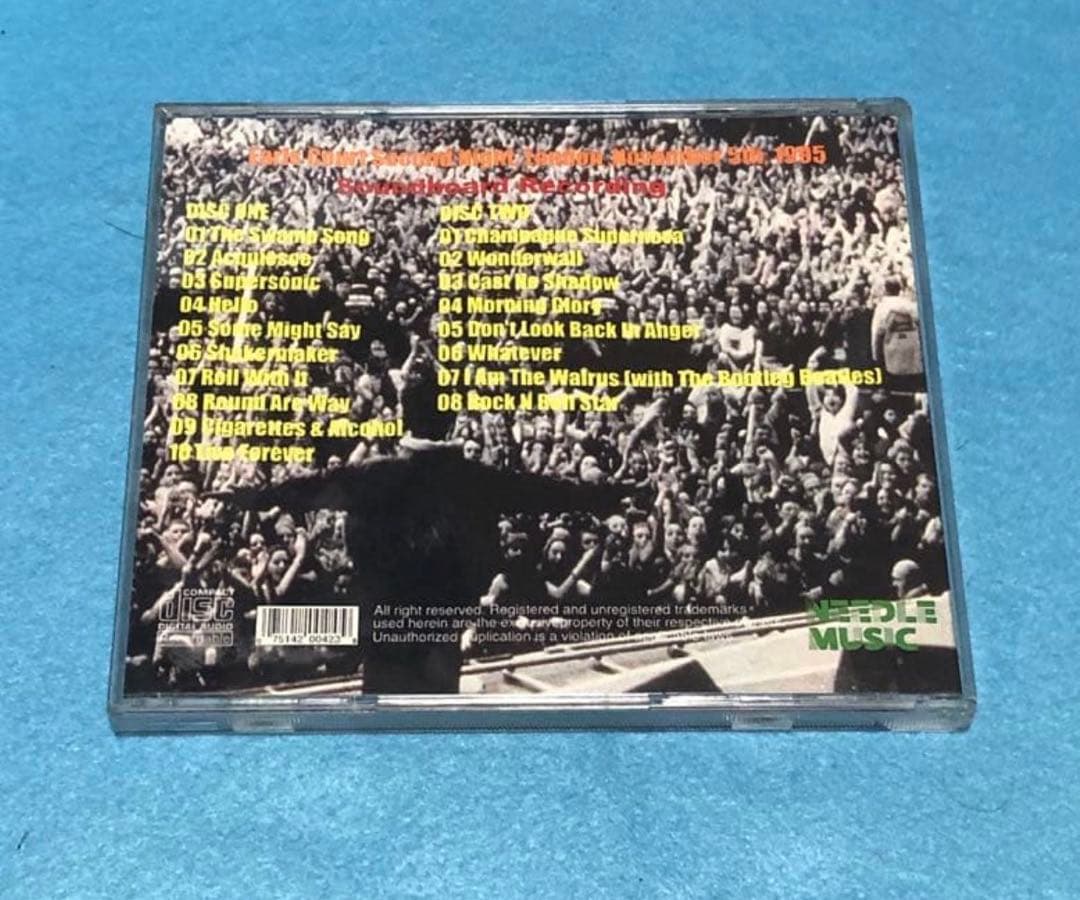 Earls Court Second Night, London, November 5th, 1995
Soundboard Recording
DISC ONE
01 The Swamp Song
02 Acquiesce
03 Supersonic
04 Hello
05 Some Might Say
06 Shakermaker
07 Roll With It
08 Round Are Way
09 Cigarettes & Alcohol
10 Live Forever
DISC TWO
01 Champagne Supernova
02 Wonderwall
03 Cast No Shadow
04 Morning Glory
05 Don't Look Back In Anger
06 Whatever
07 I Am The Walrus (with The Bootleg Beatles)
08 Rock N Roll Star
COMPACT
disc
DIGITAL AUDIO
All right reserved. Registered and unregistered trademarks
used herein are the exclusive property of their respective
Unauthorized duplication is a violation of laws
75142 00423
NEEDLE
MUSIC